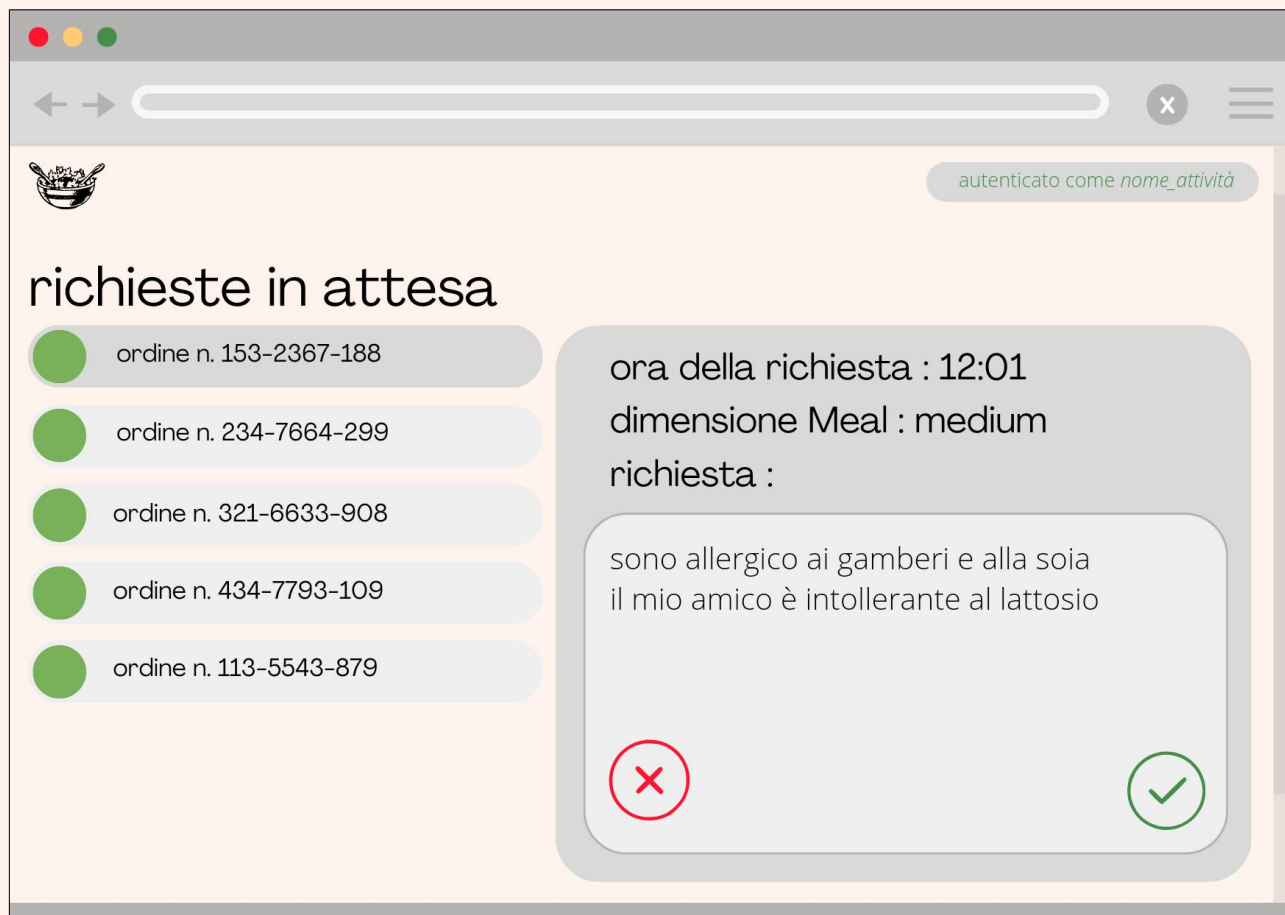 autenticato come nome_attività
richieste in attesa
ordine n. 153-2367-188
ordine n. 234-7664-299
ordine n. 321-6633-908
ordine n. 434-7793-109
ordine n. 113-5543-879
ora della richiesta : 12:01
dimensione Meal : medium
richiesta :
sono allergico ai gamberi e alla soia
il mio amico è intollerante al lattosio